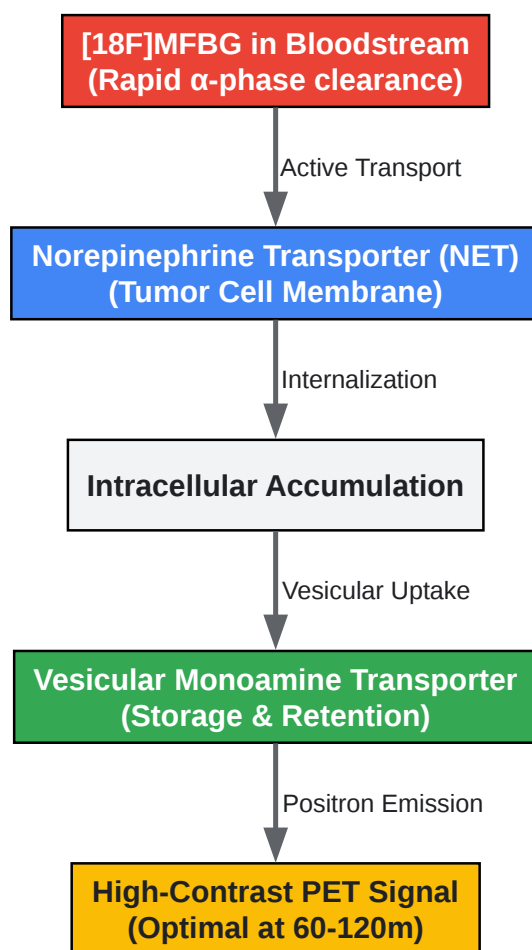 [18F]MFBG in Bloodstream
(Rapid α-phase clearance)
Active Transport
Norepinephrine Transporter (NET)
(Tumor Cell Membrane)
Internalization
Intracellular Accumulation
Vesicular Uptake
Vesicular Monoamine Transporter
(Storage & Retention)
Positron Emission
High-Contrast PET Signal
(Optimal at 60-120m)